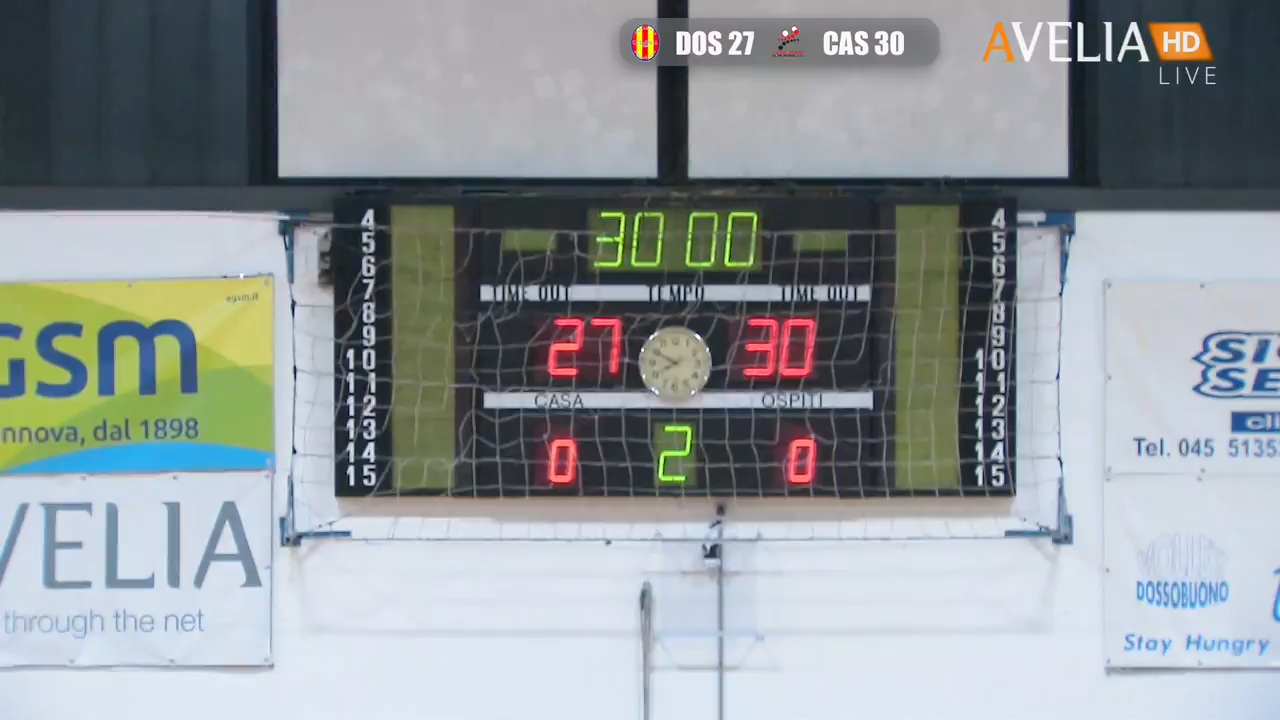 DOS 27 CAS 30
AVELIA HD
LIVE
30 00
TIME OUT TEMPO TIME OUT
27 30
CASA OSPITI
0 2 0
4
5
6
7
8
9
10
11
12
13
14
15
4
5
6
7
8
9
10
11
12
13
14
15
agsm.it
GSM
nnova, dal 1898
VELIA
through the net
Tel. 045 5135
VOLLEY
DOSSOBUONO
Stay Hungry